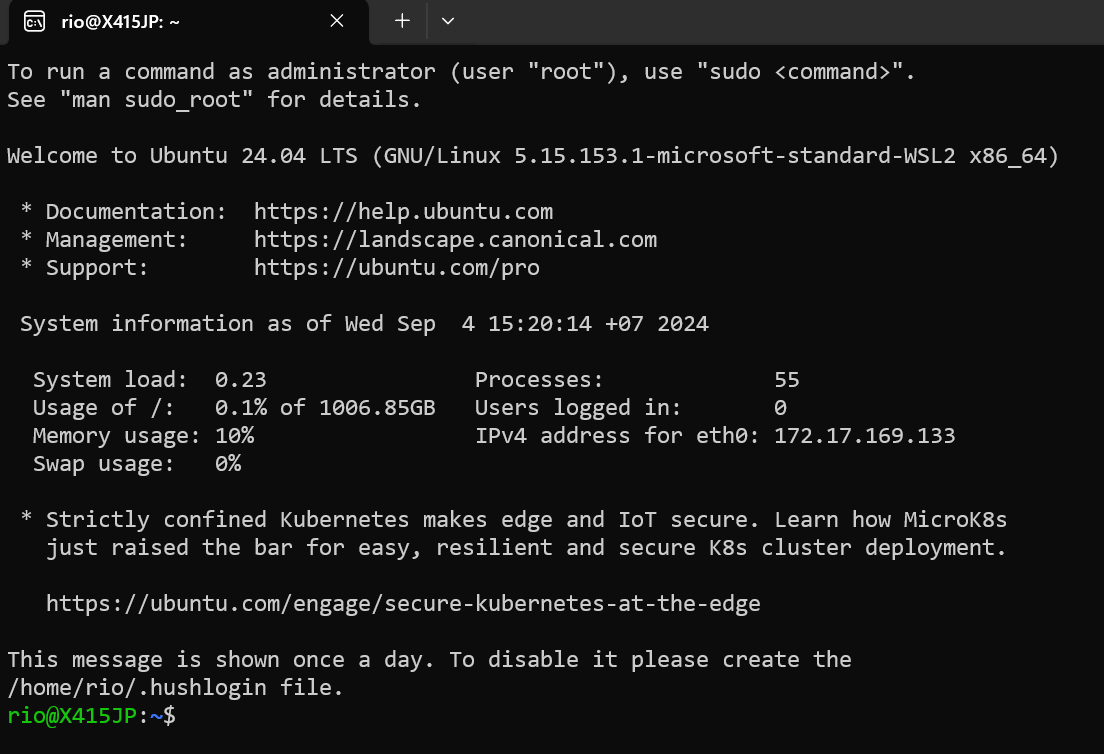 rio@X415JP: ~
To run a command as administrator (user "root"), use "sudo <command>".
See "man sudo_root" for details.

Welcome to Ubuntu 24.04 LTS (GNU/Linux 5.15.153.1-microsoft-standard-WSL2 x86_64)

 * Documentation:  https://help.ubuntu.com
 * Management:     https://landscape.canonical.com
 * Support:        https://ubuntu.com/pro

 System information as of Wed Sep  4 15:20:14 +07 2024

  System load:  0.23                Processes:             55
  Usage of /:   0.1% of 1006.85GB   Users logged in:       0
  Memory usage: 10%                 IPv4 address for eth0: 172.17.169.133
  Swap usage:   0%

 * Strictly confined Kubernetes makes edge and IoT secure. Learn how MicroK8s
   just raised the bar for easy, resilient and secure K8s cluster deployment.

   https://ubuntu.com/engage/secure-kubernetes-at-the-edge

This message is shown once a day. To disable it please create the
/home/rio/.hushlogin file.
rio@X415JP:~$